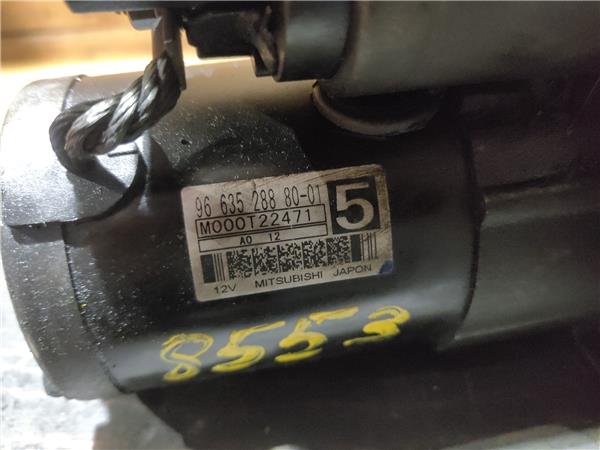 96 635 288 80-01
M000T22471
5
A0 12
12V MITSUBISHI JAPON
8553